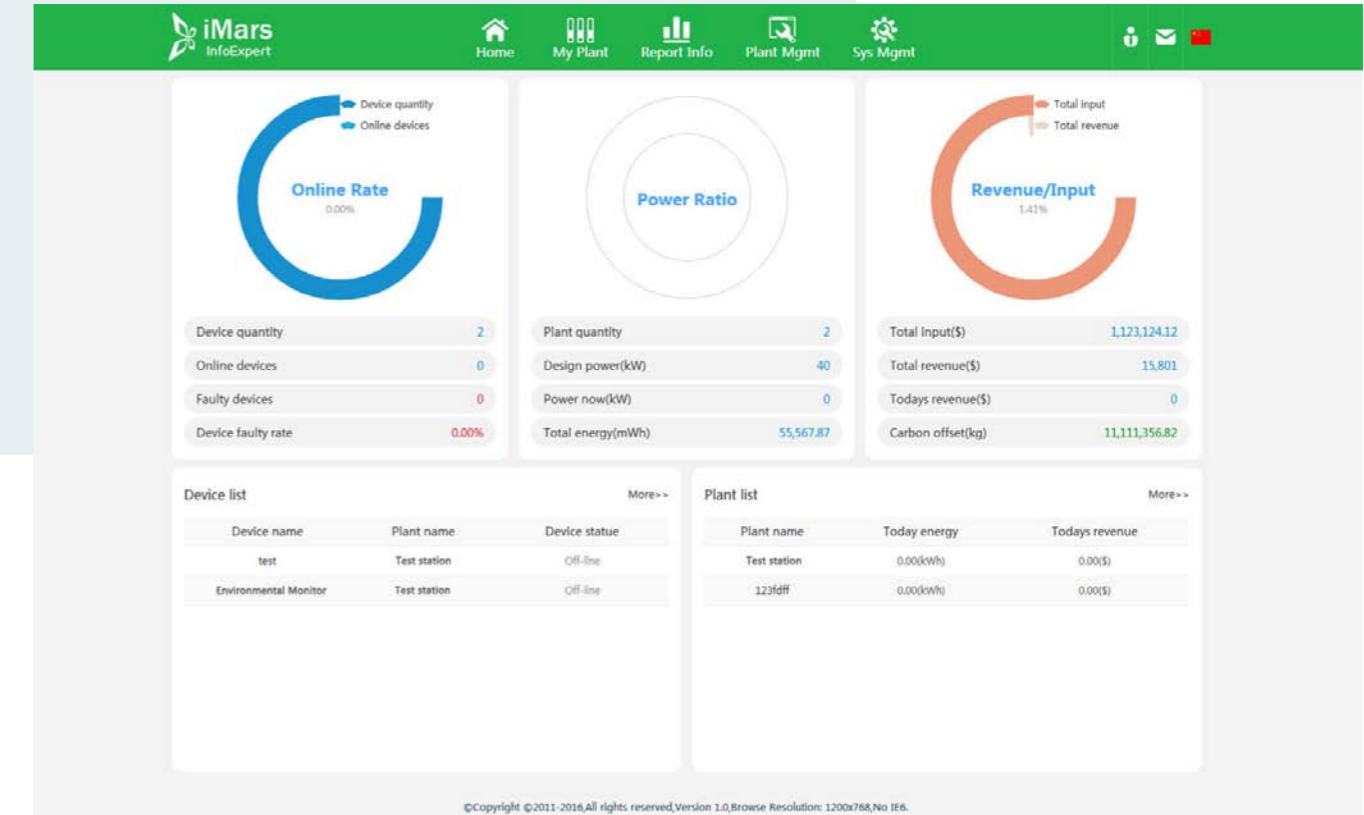 iMars
InfoExpert
Home
My Plant
Report Info
Plant Mgmt
Sys Mgmt
Device quantity
Online devices
Online Rate
0.00%
Device quantity 2
Online devices 0
Faulty devices 0
Device faulty rate 0.00%
Power Ratio
Plant quantity 2
Design power(kW) 40
Power now(kW) 0
Total energy(mWh) 55,567.87
Total input
Total revenue
Revenue/Input
1.41%
Total Input($) 1,123,124.12
Total revenue($) 15,801
Todays revenue($) 0
Carbon offset(kg) 11,111,356.82
Device list More>>
Device name Plant name Device statue
test Test station Off-line
Environmental Monitor Test station Off-line
Plant list More>>
Plant name Today energy Todays revenue
Test station 0.00(kWh) 0.00($)
123fdff 0.00(kWh) 0.00($)
©Copyright ©2011-2016,All rights reserved,Version 1.0,Browse Resolution: 1200x768,No IE6.